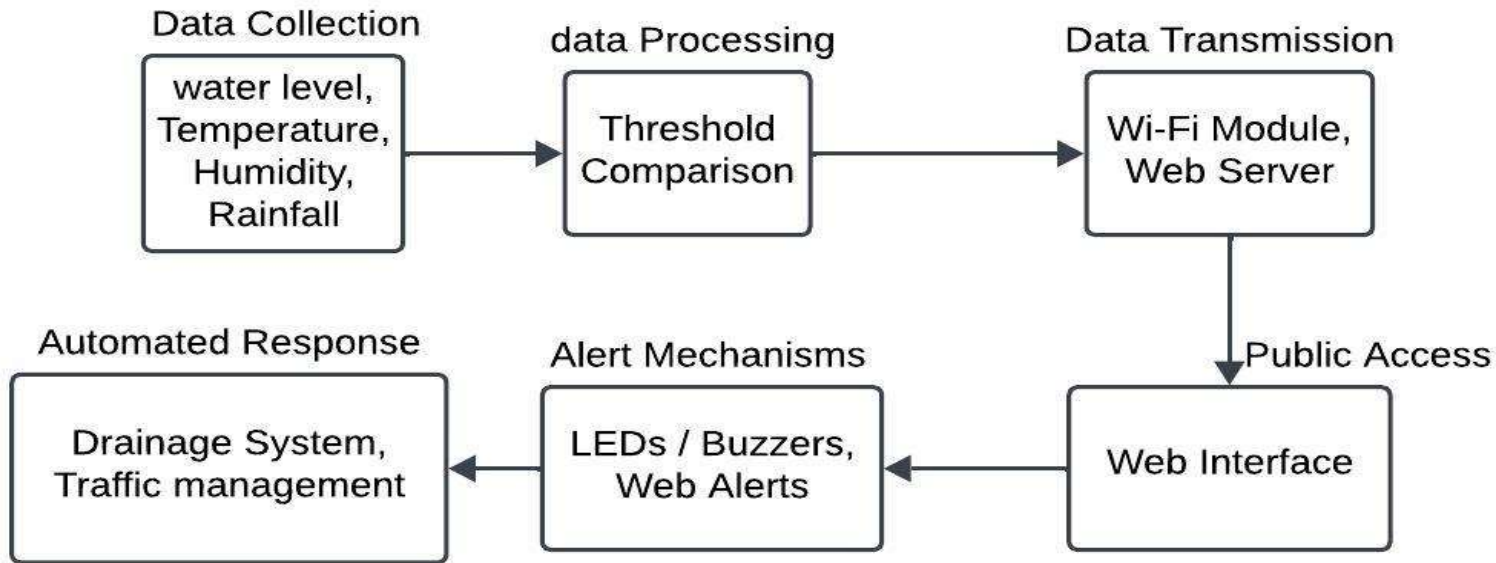 Data Collection
water level,
Temperature,
Humidity,
Rainfall
data Processing
Threshold
Comparison
Data Transmission
Wi-Fi Module,
Web Server
Public Access
Web Interface
Alert Mechanisms
LEDs / Buzzers,
Web Alerts
Automated Response
Drainage System,
Traffic management